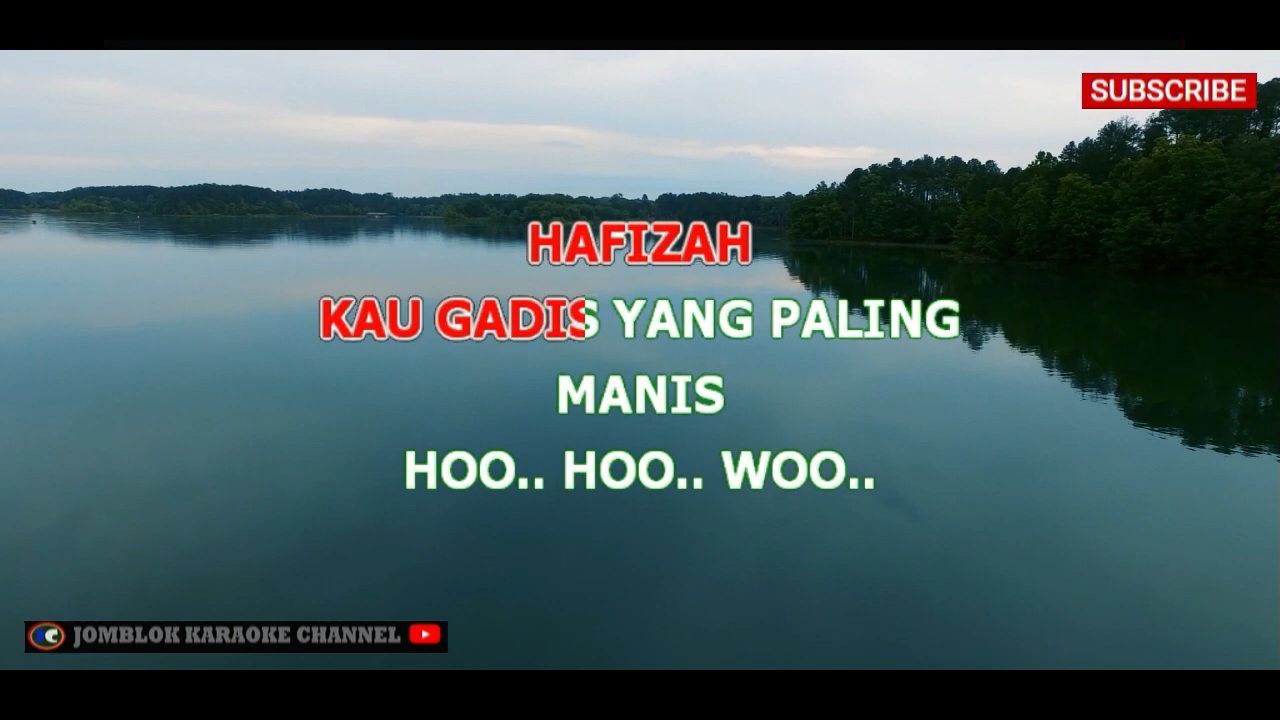 SUBSCRIBE
HAFIZAH
KAU GADIS YANG PALING
MANIS
HOO.. HOO.. WOO..
JOMBLOK KARAOKE CHANNEL